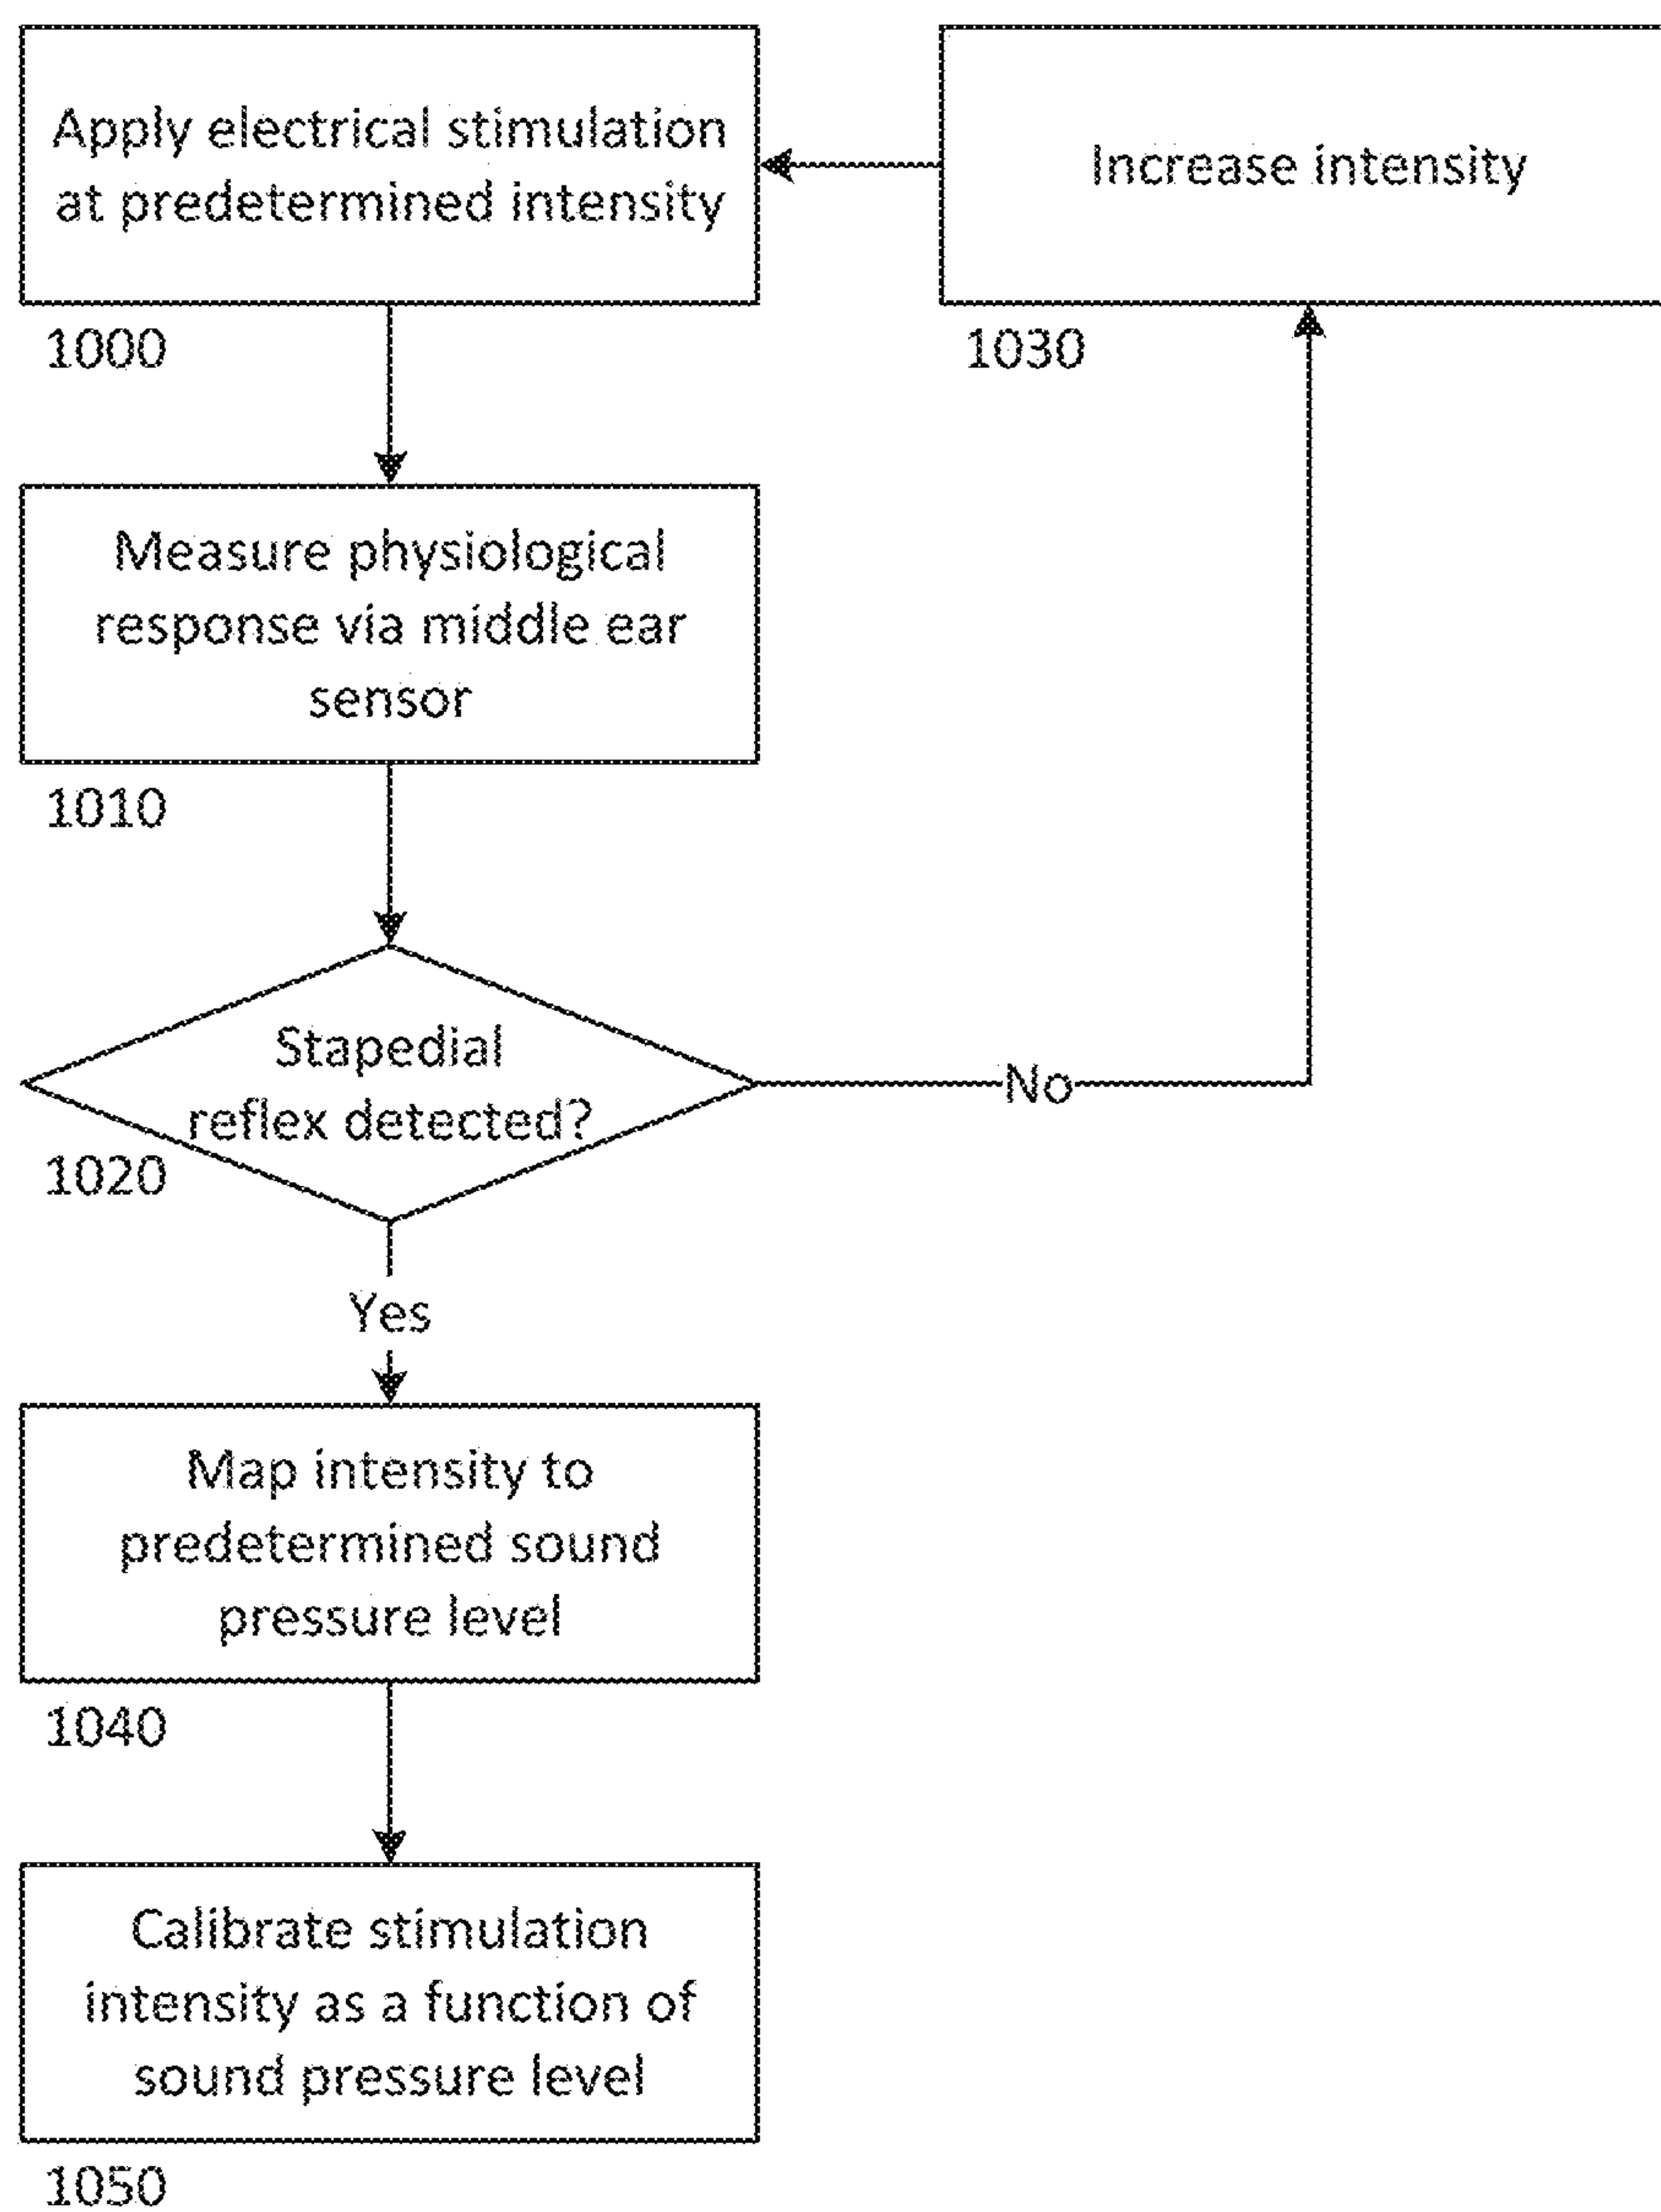 Apply electrical stimulation
at predetermined intensity
1000
Increase intensity
1030
Measure physiological
response via middle ear
sensor
1010
Stapedial
reflex detected?
1020
No
Yes
Map intensity to
predetermined sound
pressure level
1040
Calibrate stimulation
intensity as a function of
sound pressure level
1050